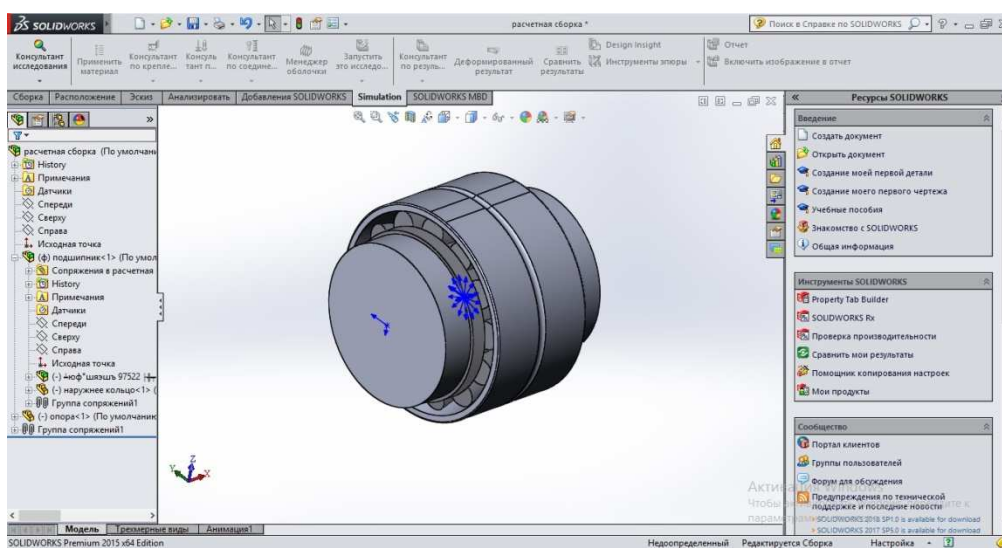 SOLIDWORKS
расчетная сборка *
Поиск в Справке по SOLIDWORKS
Консультант исследования
Применить материал
Консультант по крепле...
Консуль тант п...
Консультант по соедине...
Менеджер оболочки
Запустить это исследо...
Консультант по резуль...
Деформированный результат
Сравнить результаты
Design Insight
Инструменты эпюры
Отчет
Включить изображение в отчет
Сборка Расположение Эскиз Анализировать Добавления SOLIDWORKS Simulation SOLIDWORKS MBD
расчетная сборка (По умолчани
History
Примечания
Датчики
Спереди
Сверху
Справа
Исходная точка
(ф) подшипник<1> (По умол
Сопряжения в расчетная
History
Примечания
Датчики
Спереди
Сверху
Справа
Исходная точка
97522
(-) наружнее кольцо<1> (
Группа сопряжений1
(-) опора<1> (По умолчанию
Группа сопряжений1
Z
Y
X
Ресурсы SOLIDWORKS
Введение
Создать документ
Открыть документ
Создание моей первой детали
Создание моего первого чертежа
Учебные пособия
Знакомство с SOLIDWORKS
Общая информация
Инструменты SOLIDWORKS
Property Tab Builder
SOLIDWORKS Rx
Проверка производительности
Сравнить мои результаты
Помощник копирования настроек
Мои продукты
Сообщество
Портал клиентов
Группы пользователей
Форум для обсуждения
Предупреждения по технической
поддержке и последние новости
SOLIDWORKS 2018 SP1.0 is available for download
SOLIDWORKS 2017 SP5.0 is available for download
Модель Трехмерные виды Анимация1
SOLIDWORKS Premium 2015 x64 Edition
Недоопределенный Редактируется Сборка Настройка